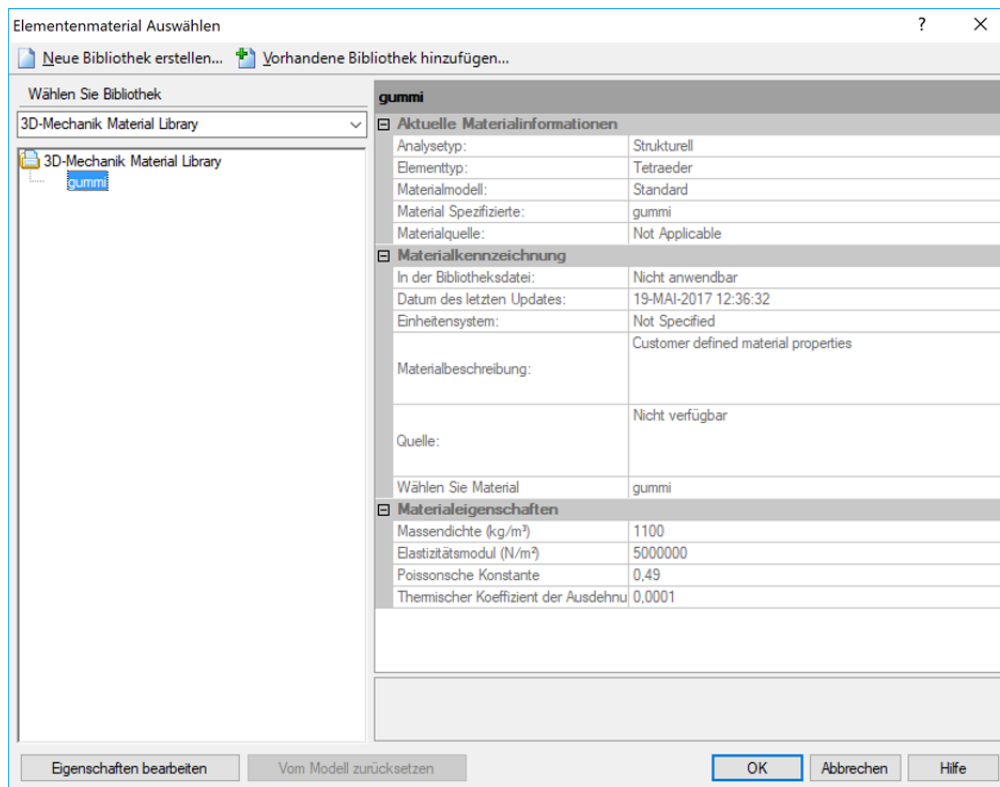 Elementenmaterial Auswählen
Neue Bibliothek erstellen... Vorhandene Bibliothek hinzufügen...
Wählen Sie Bibliothek
3D-Mechanik Material Library
3D-Mechanik Material Library
gummi
gummi
Aktuelle Materialinformationen
Analysetyp: Strukturell
Elementtyp: Tetraeder
Materialmodell: Standard
Material Spezifizierte: gummi
Materialquelle: Not Applicable
Materialkennzeichnung
In der Bibliotheksdatei: Nicht anwendbar
Datum des letzten Updates: 19-MAI-2017 12:36:32
Einheitensystem: Not Specified
Materialbeschreibung: Customer defined material properties
Quelle: Nicht verfügbar
Wählen Sie Material gummi
Materialeigenschaften
Massendichte (kg/m³) 1100
Elastizitätsmodul (N/m²) 5000000
Poissonsche Konstante 0,49
Thermischer Koeffizient der Ausdehnu 0,0001
Eigenschaften bearbeiten Vom Modell zurücksetzen OK Abbrechen Hilfe